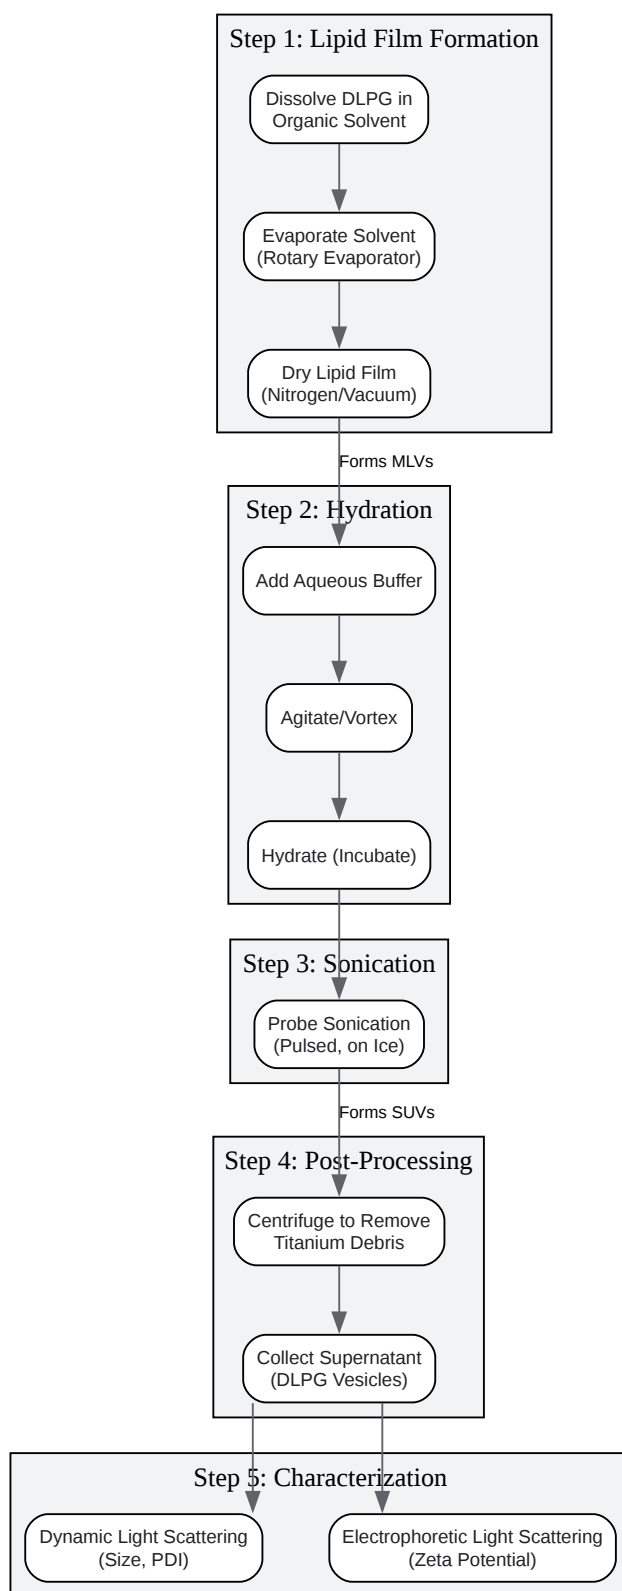 Step 1: Lipid Film Formation
Dissolve DLPG in
Organic Solvent
Evaporate Solvent
(Rotary Evaporator)
Dry Lipid Film
(Nitrogen/Vacuum)
Forms MLVs
Step 2: Hydration
Add Aqueous Buffer
Agitate/Vortex
Hydrate (Incubate)
Step 3: Sonication
Probe Sonication
(Pulsed, on Ice)
Forms SUVs
Step 4: Post-Processing
Centrifuge to Remove
Titanium Debris
Collect Supernatant
(DLPG Vesicles)
Step 5: Characterization
Dynamic Light Scattering
(Size, PDI)
Electrophoretic Light Scattering
(Zeta Potential)